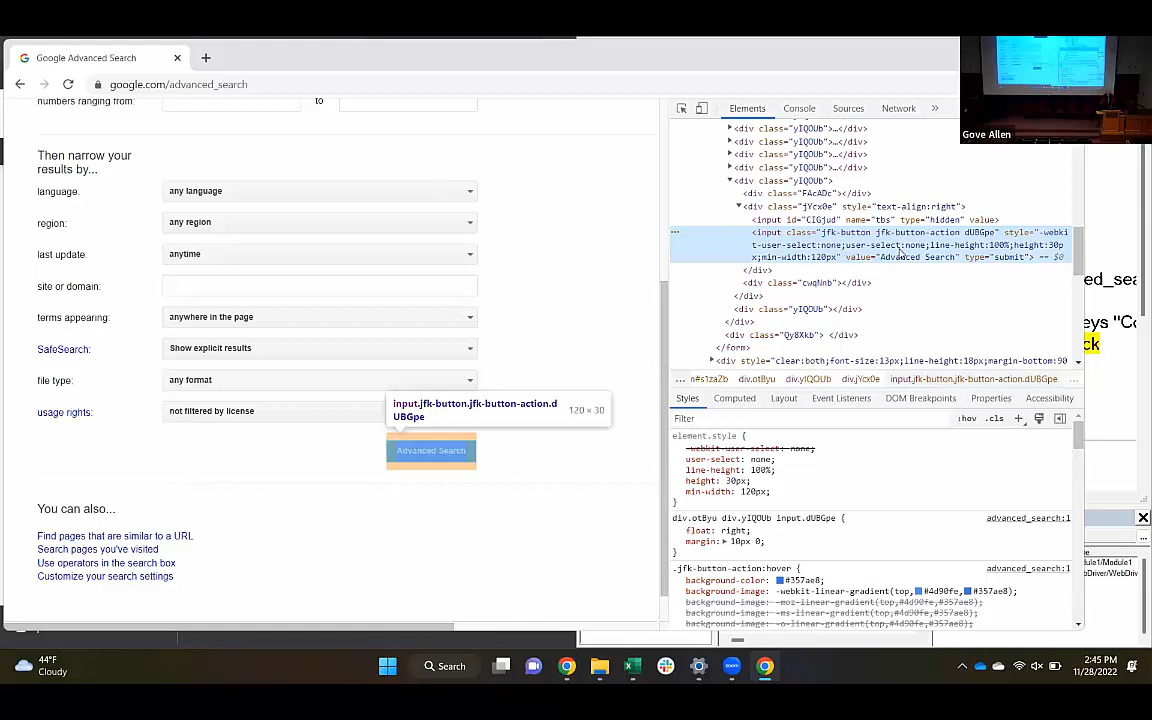 Google Advanced Search
google.com/advanced_search
Gove Allen
numbers ranging from:
to
Then narrow your
results by...
language:
any language
region:
any region
last update:
anytime
site or domain:
terms appearing:
anywhere in the page
SafeSearch:
Show explicit results
file type:
any format
usage rights:
not filtered by license
input.jfk-button.jfk-button-action.d
UBGpe
120 × 30
Advanced Search
You can also...
Find pages that are similar to a URL
Search pages you've visited
Use operators in the search box
Customize your search settings
Elements
Console
Sources
Network
»
<div class="yIQOUb">…</div>
<div class="yIQOUb">…</div>
<div class="yIQOUb">…</div>
<div class="yIQOUb">…</div>
<div class="yIQOUb">
<div class="FAcADc"></div>
<div class="jYcx0e" style="text-align:right">
<input id="CIGjud" name="tbs" type="hidden" value>
<input class="jfk-button jfk-button-action dUBGpe" style="-webki
t-user-select:none;user-select:none;line-height:100%;height:30p
x;min-width:120px" value="Advanced Search" type="submit"> == $0
</div>
<div class="cwqNnb"></div>
</div>
<div class="yIQOUb"></div>
</div>
<div class="Qy8Xkb"> </div>
</form>
<div style="clear:both;font-size:13px;line-height:18px;margin-bottom:90
... m#s1zaZb div.otByu div.yIQOUb div.jYcx0e input.jfk-button.jfk-button-action.dUBGpe ...
Styles
Computed
Layout
Event Listeners
DOM Breakpoints
Properties
Accessibility
Filter
:hov .cls
element.style {
-webkit-user-select: none;
user-select: none;
line-height: 100%;
height: 30px;
min-width: 120px;
}
div.otByu div.yIQOUb input.dUBGpe {
advanced_search:1
float: right;
margin: 10px 0;
}
.jfk-button-action:hover {
advanced_search:1
background-color: #357ae8;
background-image: -webkit-linear-gradient(top,#4d90fe,#357ae8);
background-image: -moz-linear-gradient(top,#4d90fe,#357ae8);
background-image: -ms-linear-gradient(top,#4d90fe,#357ae8);
background-image: -o-linear-gradient(top,#4d90fe,#357ae8);
ed_sea
eys "Co
ck
dule1/Module1
Driver/WebDriv
44°F
Cloudy
Search
zoom
2:45 PM
11/28/2022